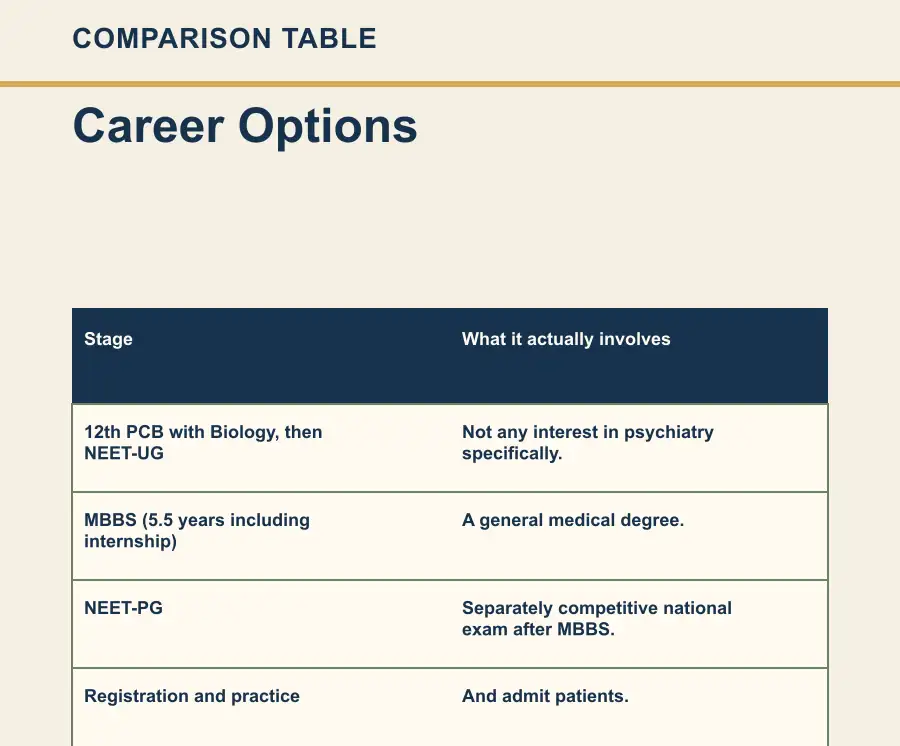 COMPARISON TABLE
Career Options
Stage
What it actually involves
12th PCB with Biology, then
NEET-UG
Not any interest in psychiatry
specifically.
MBBS (5.5 years including
internship)
A general medical degree.
NEET-PG
Separately competitive national
exam after MBBS.
Registration and practice
And admit patients.